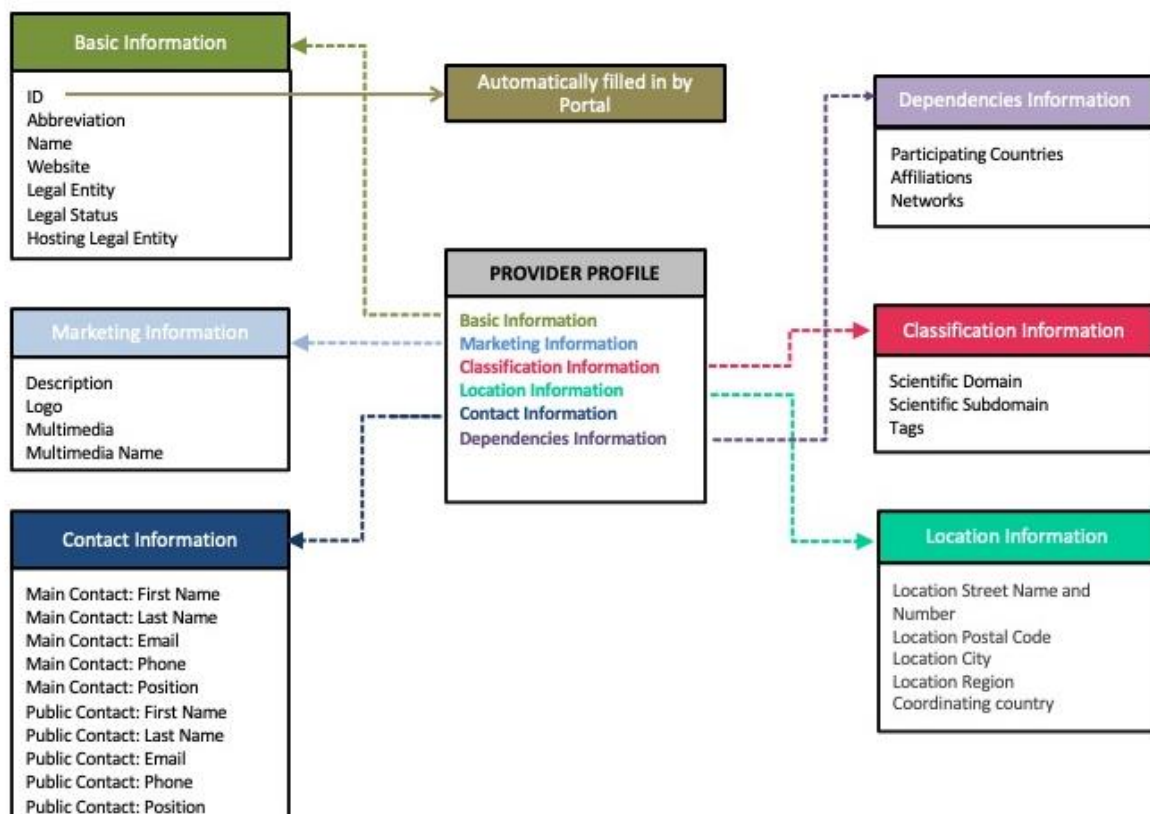 Basic Information
ID
Abbreviation
Name
Website
Legal Entity
Legal Status
Hosting Legal Entity
Automatically filled in by
Portal
Dependencies Information
Participating Countries
Affiliations
Networks
PROVIDER PROFILE
Basic Information
Marketing Information
Classification Information
Location Information
Contact Information
Dependencies Information
Marketing Information
Description
Logo
Multimedia
Multimedia Name
Classification Information
Scientific Domain
Scientific Subdomain
Tags
Contact Information
Main Contact: First Name
Main Contact: Last Name
Main Contact: Email
Main Contact: Phone
Main Contact: Position
Public Contact: First Name
Public Contact: Last Name
Public Contact: Email
Public Contact: Phone
Public Contact: Position
Location Information
Location Street Name and
Number
Location Postal Code
Location City
Location Region
Coordinating country